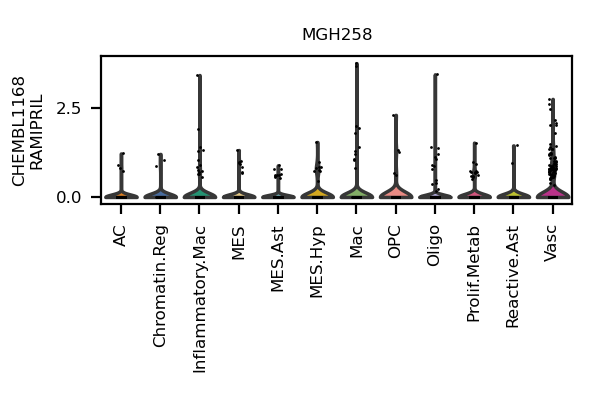 MGH258
CHEMBL1168
RAMIPRIL
2.5
0.0
AC
Chromatin.Reg
Inflammatory.Mac
MES
MES.Ast
MES.Hyp
Mac
OPC
Oligo
Prolif.Metab
Reactive.Ast
Vasc